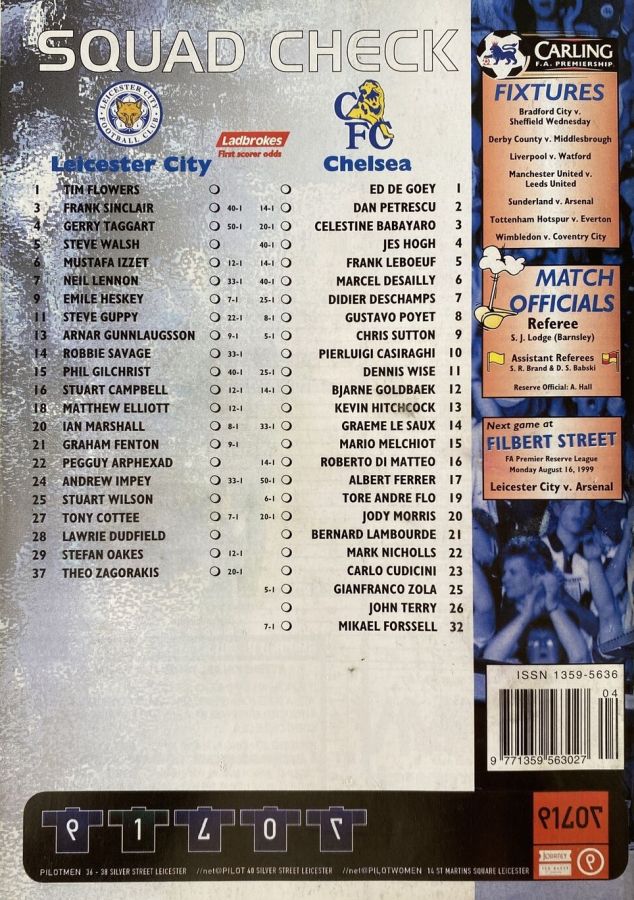 SQUAD CHECK
LEICESTER CITY FOOTBALL CLUB
CFC
Ladbrokes
First scorer odds
Leicester City
Chelsea
1 TIM FLOWERS ED DE GOEY 1
3 FRANK SINCLAIR 40-1 14-1 DAN PETRESCU 2
4 GERRY TAGGART 50-1 20-1 CELESTINE BABAYARO 3
5 STEVE WALSH 40-1 JES HOGH 4
6 MUSTAFA IZZET 12-1 14-1 FRANK LEBOEUF 5
7 NEIL LENNON 33-1 40-1 MARCEL DESAILLY 6
9 EMILE HESKEY 7-1 25-1 DIDIER DESCHAMPS 7
11 STEVE GUPPY 22-1 8-1 GUSTAVO POYET 8
13 ARNAR GUNNLAUGSSON 9-1 5-1 CHRIS SUTTON 9
14 ROBBIE SAVAGE 33-1 PIERLUIGI CASIRAGHI 10
15 PHIL GILCHRIST 40-1 25-1 DENNIS WISE 11
16 STUART CAMPBELL 12-1 14-1 BJARNE GOLDBAEK 12
18 MATTHEW ELLIOTT 12-1 KEVIN HITCHCOCK 13
20 IAN MARSHALL 8-1 33-1 GRAEME LE SAUX 14
21 GRAHAM FENTON 9-1 MARIO MELCHIOT 15
22 PEGGUY ARPHEXAD 14-1 ROBERTO DI MATTEO 16
24 ANDREW IMPEY 33-1 50-1 ALBERT FERRER 17
25 STUART WILSON 6-1 TORE ANDRE FLO 19
27 TONY COTTEE 7-1 20-1 JODY MORRIS 20
28 LAWRIE DUDFIELD BERNARD LAMBOURDE 21
29 STEFAN OAKES 12-1 MARK NICHOLLS 22
37 THEO ZAGORAKIS 20-1 CARLO CUDICINI 23
5-1 GIANFRANCO ZOLA 25
JOHN TERRY 26
7-1 MIKAEL FORSSELL 32
CARLING
F.A. PREMIERSHIP
FIXTURES
Bradford City v.
Sheffield Wednesday
Derby County v. Middlesbrough
Liverpool v. Watford
Manchester United v.
Leeds United
Sunderland v. Arsenal
Tottenham Hotspur v. Everton
Wimbledon v. Coventry City
MATCH
OFFICIALS
Referee
S. J. Lodge (Barnsley)
Assistant Referees
S. R. Brand & D. S. Babski
Reserve Official: A. Hall
Next game at
FILBERT STREET
FA Premier Reserve League
Monday August 16, 1999
Leicester City v. Arsenal
ISSN 1359-5636
04
9 771359 563027
PILOTMEN 36 - 38 SILVER STREET LEICESTER //net@PILOT 40 SILVER STREET LEICESTER //net@PILOTWOMEN 14 ST MARTINS SQUARE LEICESTER
JOURNEY